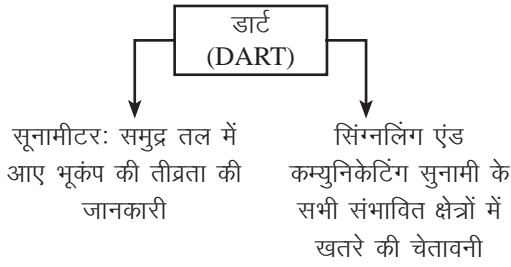 डार्ट
(DART)
सूनामीटर: समुद्र तल में
आए भूकंप की तीव्रता की
जानकारी
सिंग्नलिंग एंड
कम्युनिकेटिंग सुनामी के
सभी संभावित क्षेत्रों में
खतरे की चेतावनी